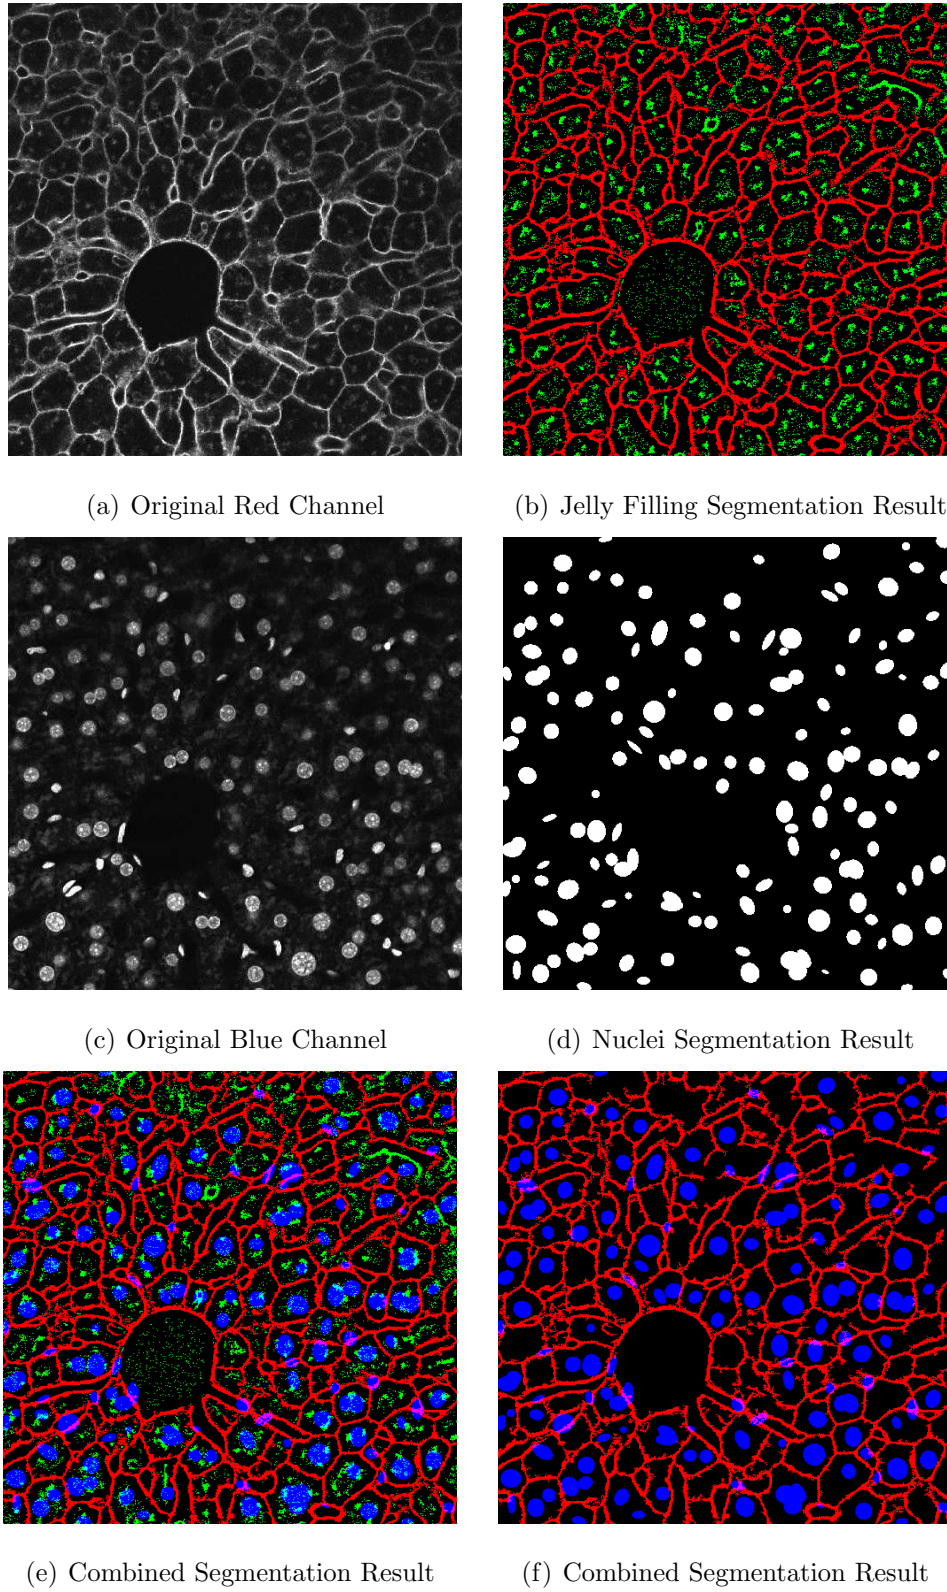 (a) Original Red Channel
(b) Jelly Filling Segmentation Result
(c) Original Blue Channel
(d) Nuclei Segmentation Result
(e) Combined Segmentation Result
(f) Combined Segmentation Result